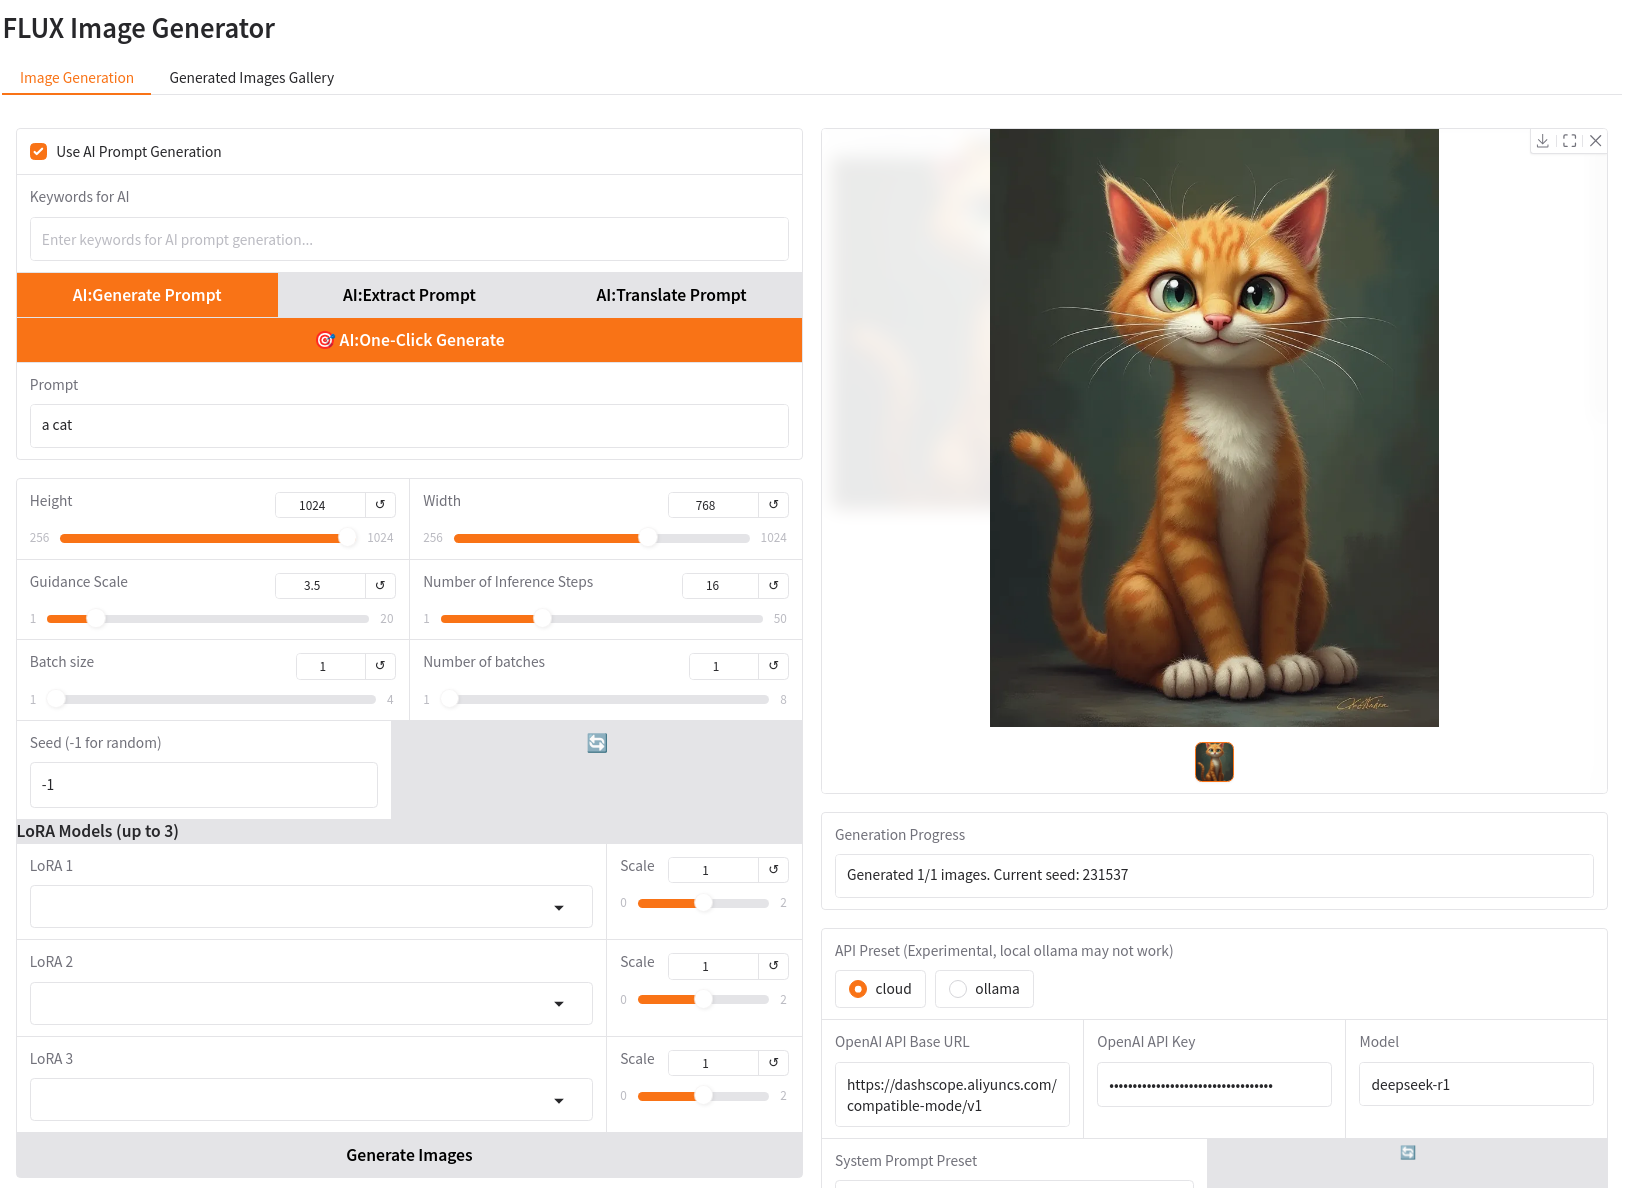 FLUX Image Generator
Image Generation
Generated Images Gallery
Use AI Prompt Generation
Keywords for AI
Enter keywords for AI prompt generation...
AI:Generate Prompt
AI:Extract Prompt
AI:Translate Prompt
🎯 AI:One-Click Generate
Prompt
a cat
Height
1024
↺
256
1024
Width
768
↺
256
1024
Guidance Scale
3.5
↺
1
20
Number of Inference Steps
16
↺
1
50
Batch size
1
↺
1
4
Number of batches
1
↺
1
8
Seed (-1 for random)
-1
LoRA Models (up to 3)
LoRA 1
Scale
1
↺
0
2
LoRA 2
Scale
1
↺
0
2
LoRA 3
Scale
1
↺
0
2
Generate Images
Generation Progress
Generated 1/1 images. Current seed: 231537
API Preset (Experimental, local ollama may not work)
cloud
ollama
OpenAI API Base URL
https://dashscope.aliyuncs.com/
compatible-mode/v1
OpenAI API Key
••••••••••••••••••••••••••••••••••••
Model
deepseek-r1
System Prompt Preset